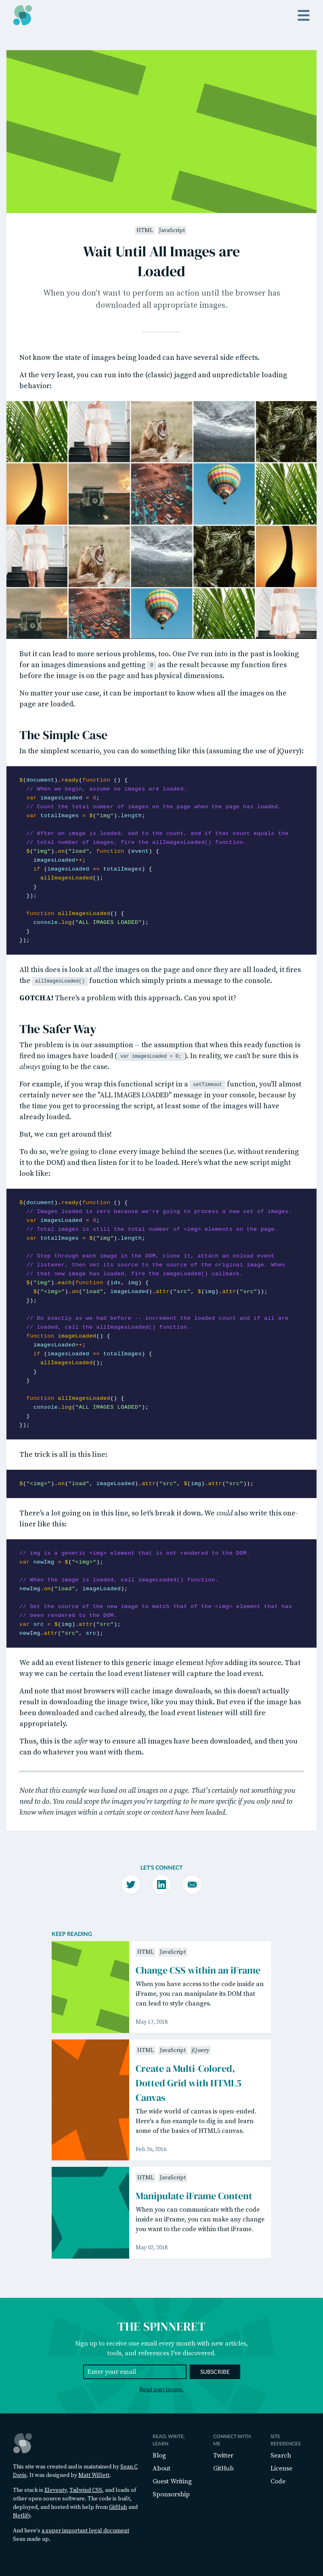 HTML JavaScript
Wait Until All Images are
Loaded
When you don't want to perform an action until the browser has
downloaded all appropriate images.
Not know the state of images being loaded can have several side effects.
At the very least, you can run into the (classic) jagged and unpredictable loading
behavior:
But it can lead to more serious problems, too. One I've run into in the past is looking
for an images dimensions and getting 0 as the result because my function fires
before the image is on the page and has physical dimensions.
No matter your use case, it can be important to know when all the images on the
page are loaded.
The Simple Case
In the simplest scenario, you can do something like this (assuming the use of jQuery):
$(document).ready(function () {
// When we begin, assume no images are loaded.
var imagesLoaded = 0;
// Count the total number of images on the page when the page has loaded.
var totalImages = $("img").length;
// After an image is loaded, add to the count, and if that count equals the
// total number of images, fire the allImagesLoaded() function.
$("img").on("load", function (event) {
imagesLoaded++;
if (imagesLoaded == totalImages) {
allImagesLoaded();
}
});
function allImagesLoaded() {
console.log("ALL IMAGES LOADED");
}
});
All this does is look at all the images on the page and once they are all loaded, it fires
the allImagesLoaded() function which simply prints a message to the console.
GOTCHA! There's a problem with this approach. Can you spot it?
The Safer Way
The problem is in our assumption -- the assumption that when this ready function is
fired no images have loaded ( var imagesLoaded = 0; ). In reality, we can't be sure this is
always going to be the case.
For example, if you wrap this functional script in a setTimeout function, you'll almost
certainly never see the "ALL IMAGES LOADED" message in your console, because by
the time you get to processing the script, at least some of the images will have
already loaded.
But, we can get around this!
To do so, we're going to clone every image behind the scenes (i.e. without rendering
it to the DOM) and then listen for it to be loaded. Here's what the new script might
look like:
$(document).ready(function () {
// Images loaded is zero because we're going to process a new set of images.
var imagesLoaded = 0;
// Total images is still the total number of <img> elements on the page.
var totalImages = $("img").length;
// Step through each image in the DOM, clone it, attach an onload event
// listener, then set its source to the source of the original image. When
// that new image has loaded, fire the imageLoaded() callback.
$("img").each(function (idx, img) {
$("<img>").on("load", imageLoaded).attr("src", $(img).attr("src"));
});
// Do exactly as we had before -- increment the loaded count and if all are
// loaded, call the allImagesLoaded() function.
function imageLoaded() {
imagesLoaded++;
if (imagesLoaded == totalImages) {
allImagesLoaded();
}
}
function allImagesLoaded() {
console.log("ALL IMAGES LOADED");
}
});
The trick is all in this line:
$("<img>").on("load", imageLoaded).attr("src", $(img).attr("src"));
There's a lot going on in this line, so let's break it down. We could also write this one-
liner like this:
// img is a generic <img> element that is not rendered to the DOM.
var newImg = $("<img>");
// When the image is loaded, call imageLoaded() function.
newImg.on("load", imageLoaded);
// Set the source of the new image to match that of the <img> element that has
// been rendered to the DOM.
var src = $(img).attr("src");
newImg.attr("src", src);
We add an event listener to this generic image element before adding its source. That
way we can be certain the load event listener will capture the load event.
And note that most browsers will cache image downloads, so this doesn't actually
result in downloading the image twice, like you may think. But even if the image has
been downloaded and cached already, the load event listener will still fire
appropriately.
Thus, this is the safer way to ensure all images have been downloaded, and then you
can do whatever you want with them.
Note that this example was based on all images on a page. That's certainly not something you
need to do. You could scope the images you're targeting to be more specific if you only need to
know when images within a certain scope or context have been loaded.
LET'S CONNECT
KEEP READING
HTML JavaScript
Change CSS within an iFrame
When you have access to the code inside an
iFrame, you can manipulate its DOM that
can lead to style changes.
May 17, 2018
HTML JavaScript jQuery
Create a Multi-Colored,
Dotted Grid with HTML5
Canvas
The wide world of canvas is open-ended.
Here's a fun example to dig in and learn
some of the basics of HTML5 canvas.
Feb 26, 2016
HTML JavaScript
Manipulate iFrame Content
When you can communicate with the code
inside an iFrame, you can make any change
you want to the code within that iFrame.
May 02, 2018
THE SPINNERET
Sign up to receive one email every month with new articles,
tools, and references I've discovered.
Enter your email SUBSCRIBE
Read past issues.
This site was created and is maintained by Sean C
Davis. It was designed by Matt Willett.
The stack is Eleventy, Tailwind CSS, and loads of
other open source software. The code is built,
deployed, and hosted with help from GitHub and
Netlify.
And here's a super important legal document
Sean made up.
READ, WRITE,
LEARN
Blog
About
Guest Writing
Sponsorship
CONNECT WITH
ME
Twitter
GitHub
SITE
REFERENCES
Search
License
Code